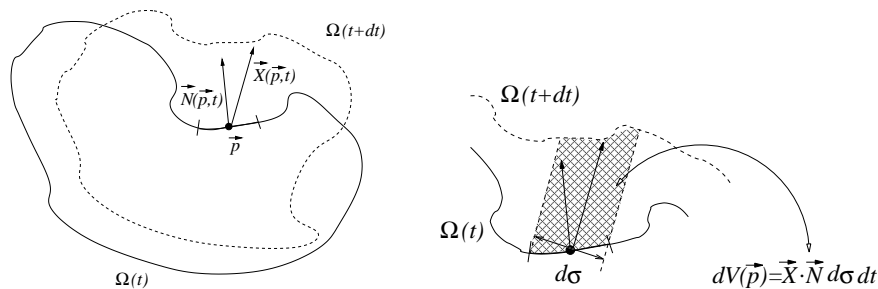 Ω(t+dt)
N⃗(p⃗,t)
X⃗(p⃗,t)
p⃗
Ω(t)
Ω(t+dt)
Ω(t)
dσ
dV(p⃗)=X⃗·N⃗ dσ dt